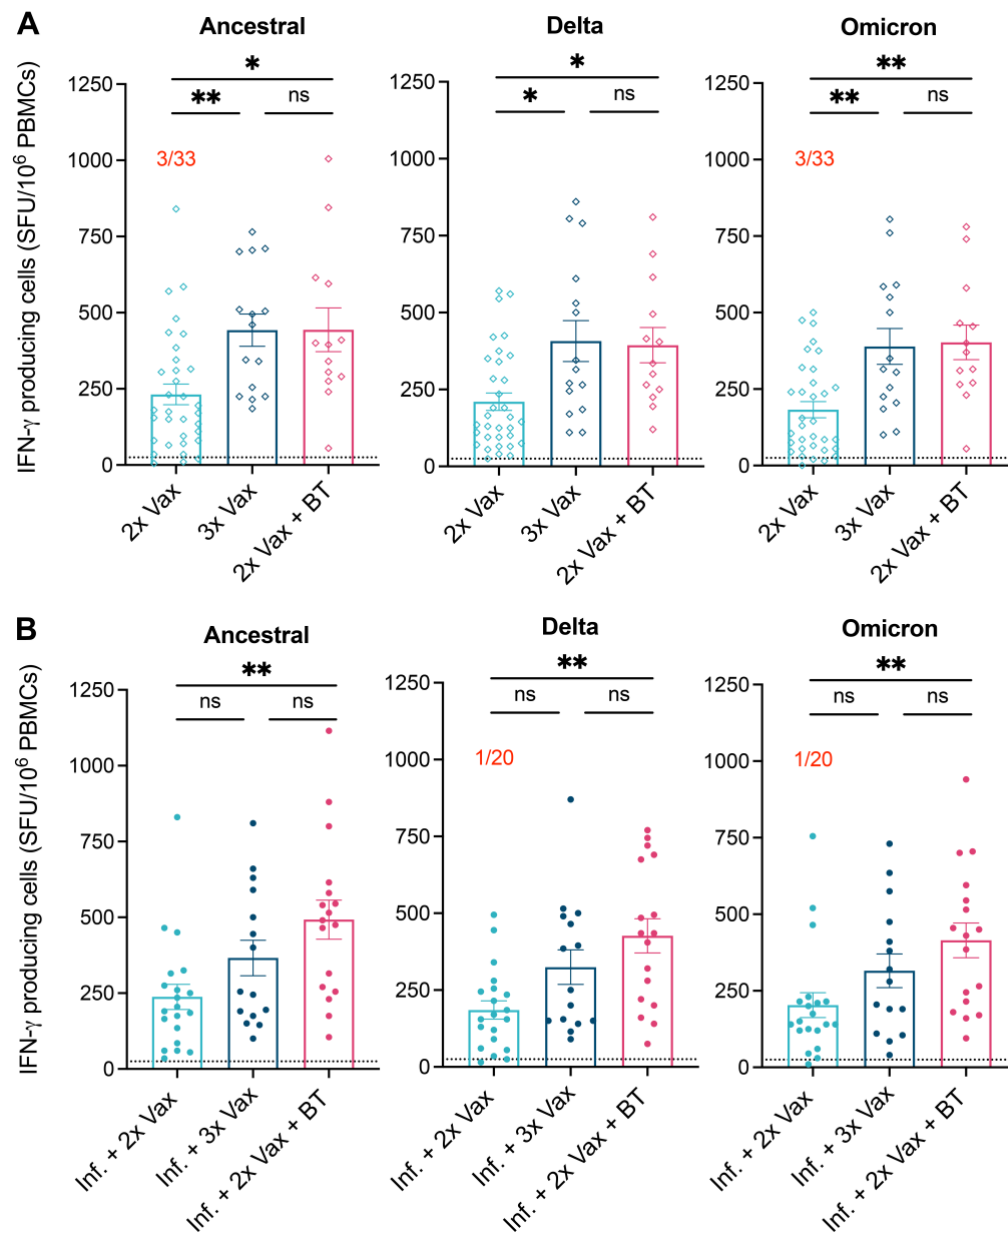 A
Ancestral
Delta
Omicron
IFN-γ producing cells (SFU/10⁶ PBMCs)
*
**
ns
*
*
ns
**
**
ns
1250
1000
750
500
250
0
3/33
1250
1000
750
500
250
0
1250
1000
750
500
250
0
3/33
2x Vax
3x Vax
2x Vax + BT
2x Vax
3x Vax
2x Vax + BT
2x Vax
3x Vax
2x Vax + BT
B
Ancestral
Delta
Omicron
IFN-γ producing cells (SFU/10⁶ PBMCs)
**
ns
ns
**
ns
ns
**
ns
ns
1250
1000
750
500
250
0
1250
1000
750
500
250
0
1/20
1250
1000
750
500
250
0
1/20
Inf. + 2x Vax
Inf. + 3x Vax
Inf. + 2x Vax + BT
Inf. + 2x Vax
Inf. + 3x Vax
Inf. + 2x Vax + BT
Inf. + 2x Vax
Inf. + 3x Vax
Inf. + 2x Vax + BT